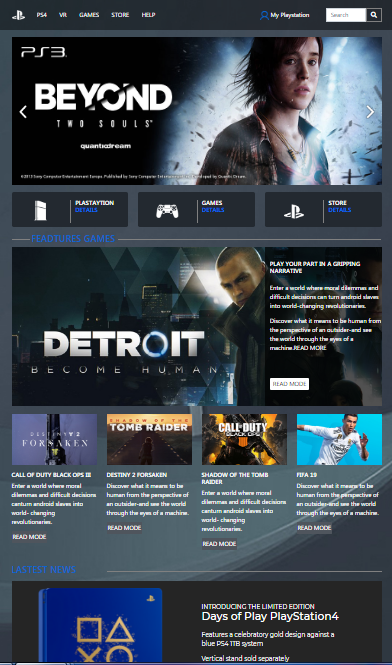 PS4 VR GAMES STORE HELP My Playstation Search
PS3
BEYOND
TWO SOULS
quanticdream
©2013 Sony Computer Entertainment Europe. Published by Sony Computer Entertainment Europe. Developed by Quantic Dream.
PLASTAYTION
DETAILS
GAMES
DETAILS
STORE
DETAILS
FEADTURES GAMES
DETROIT
BECOME HUMAN
PLAY YOUR PART IN A GRIPPING
NARRATIVE
Enter a world where moral dilemmas and
difficult decisions can turn android slaves
into world-changing revolutionaries.
Discover what it means to be human from
the perspective of an outsider-and see
the world through the eyes of a
machine.READ MORE
READ MODE
DESTINY 2
FORSAKEN
SHADOW OF THE
TOMB RAIDER
CALL OF DUTY
BLACK OPS
CALL OF DUTY BLACK OPS III
Enter a world where moral
dilemmas and difficult decisions
canturn android slaves into
world- changing
revolutionaries.
READ MODE
DESTINY 2 FORSAKEN
Discover what it means to be
human from the perspective of
an outsider-and see the world
through the eyes of a machine.
READ MODE
SHADOW OF THE TOMB
RAIDER
Enter a world where moral
dilemmas and difficult decisions
canturn android slaves into
world- changing
revolutionaries.
READ MODE
FIFA 19
Discover what it means to be
human from the perspective of
an outsider-and see the world
through the eyes of a machine.
READ MODE
LASTEST NEWS
INTRODUCING THE LIMITED EDITION
Days of Play PlayStation4
Features a celebratory gold design against a
blue PS4 1TB system
Vertical stand sold separately